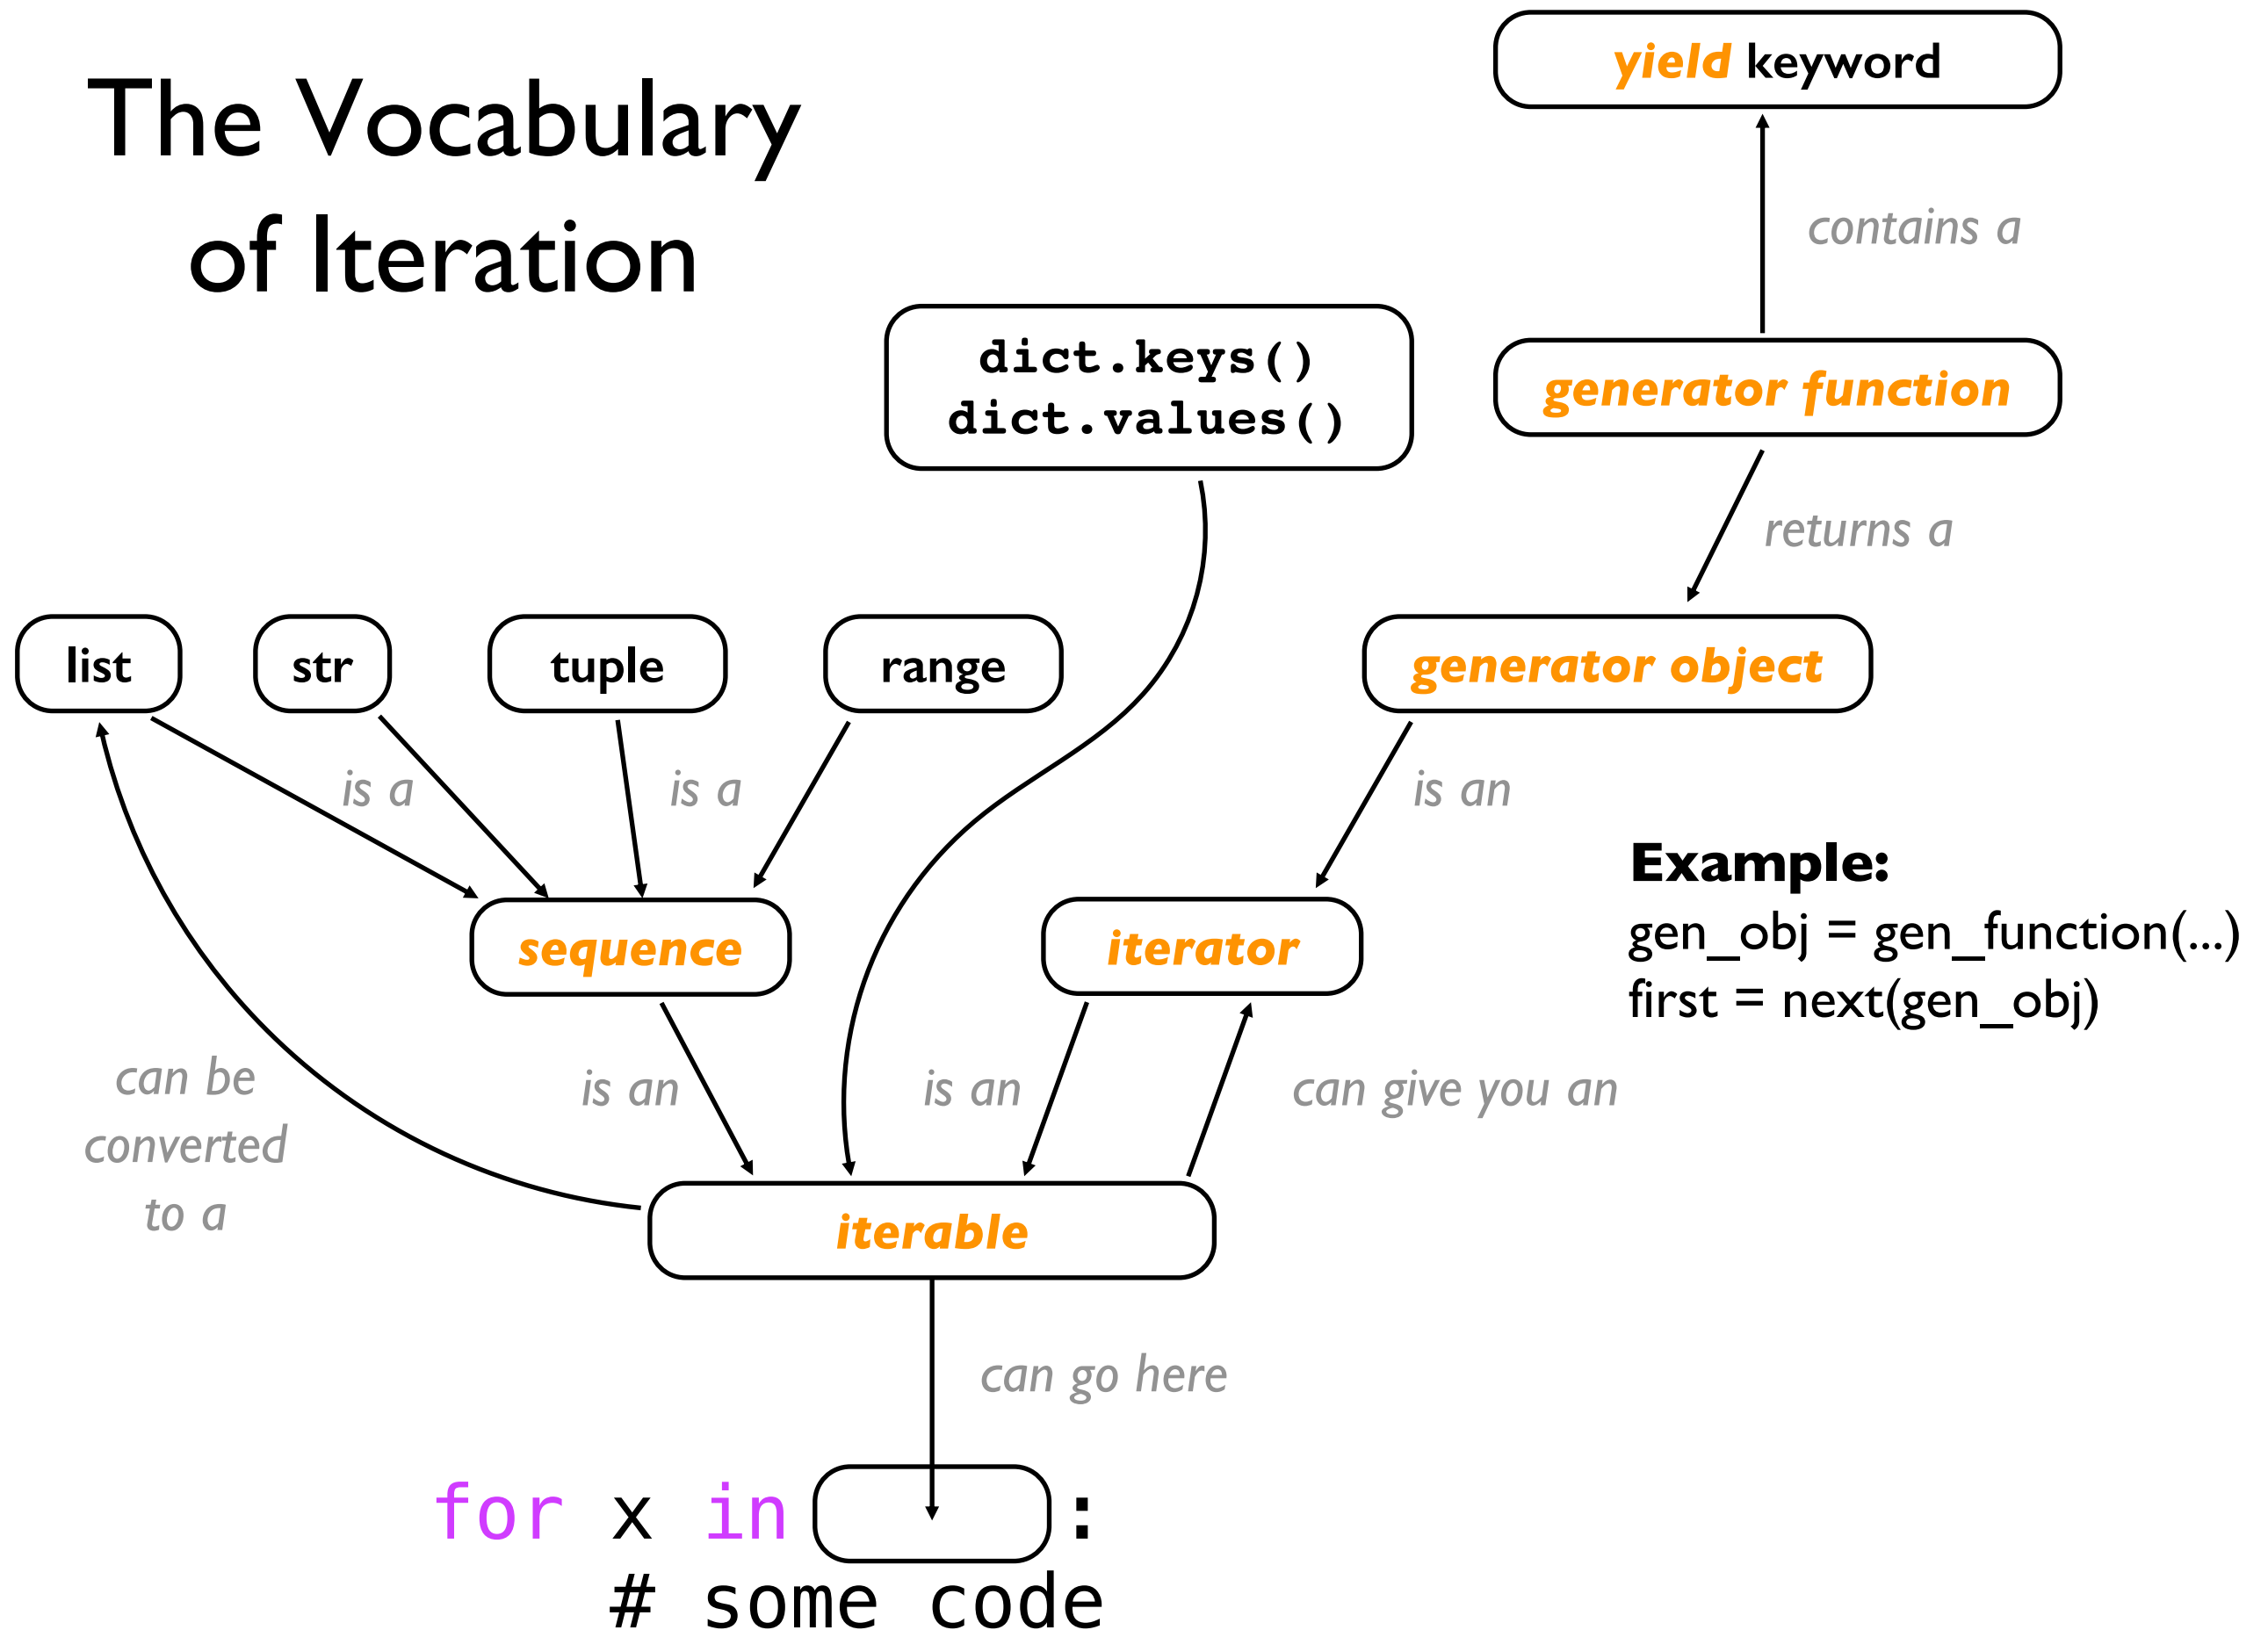 The Vocabulary
of Iteration
yield keyword
contains a
dict.keys()
dict.values()
generator function
returns a
list
str
tuple
range
generator object
is a
is a
is an
Example:
gen_obj = gen_function(...)
first = next(gen_obj)
sequence
iterator
can be
converted
to a
is an
is an
can give you an
iterable
can go here
for x in :
# some code